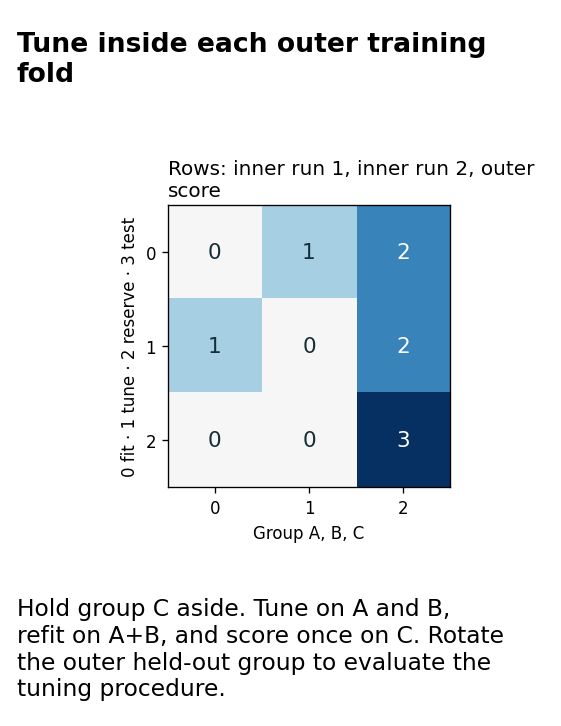 Tune inside each outer training
fold
Rows: inner run 1, inner run 2, outer
score
0 fit · 1 tune · 2 reserve · 3 test
0
0 1 2
1
1 0 2
2
0 0 3
0 1 2
Group A, B, C
Hold group C aside. Tune on A and B,
refit on A+B, and score once on C. Rotate
the outer held-out group to evaluate the
tuning procedure.